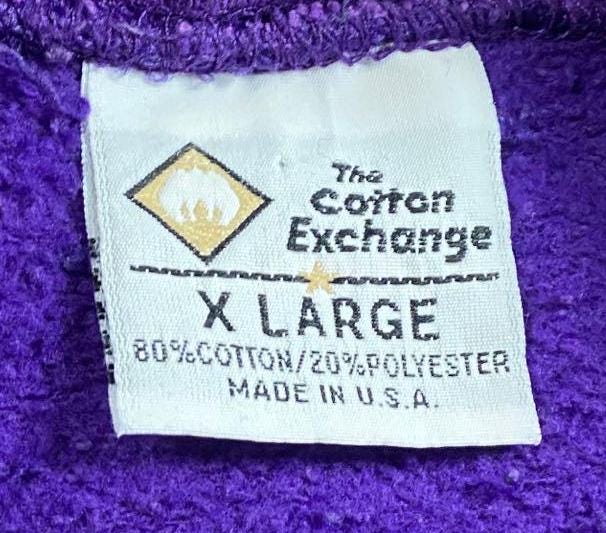 The
Cotton
Exchange
X LARGE
80%COTTON/20%POLYESTER
MADE IN U.S.A.